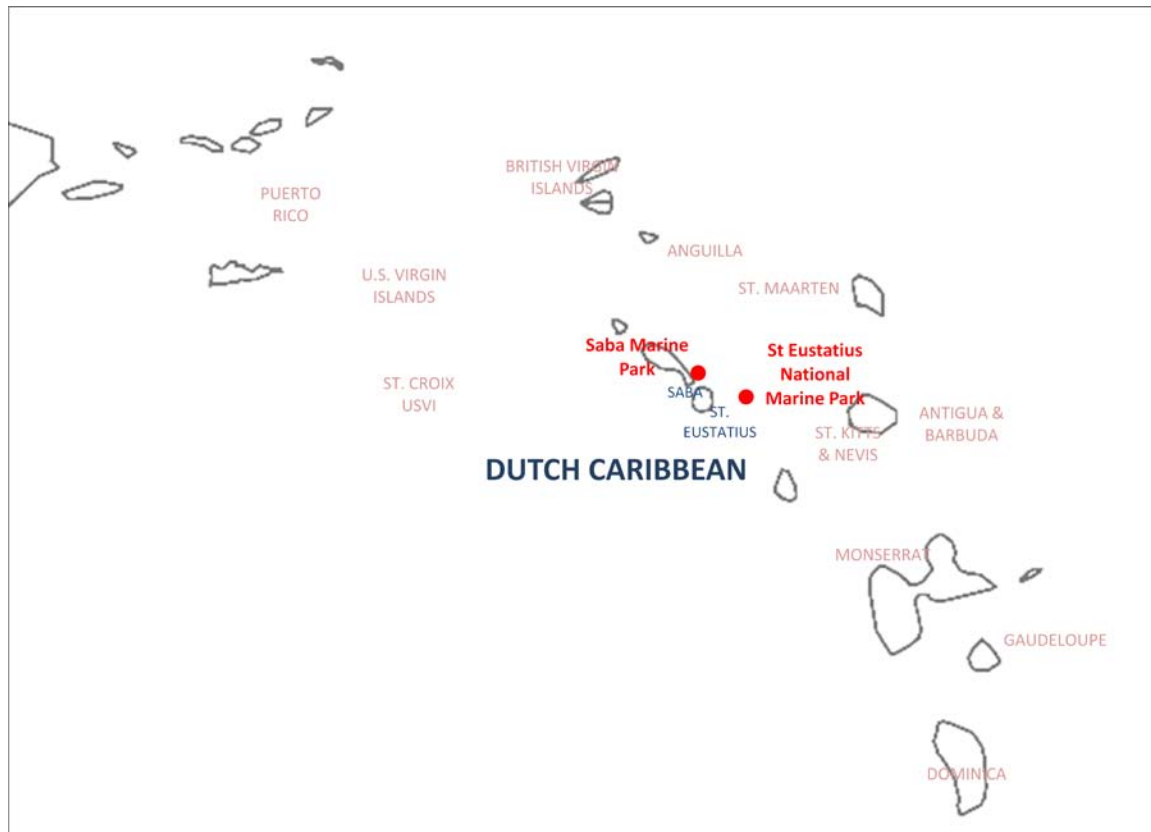 BRITISH VIRGIN
ISLANDS
PUERTO
RICO
ANGUILLA
U.S. VIRGIN
ISLANDS
ST. MAARTEN
Saba Marine
Park
St Eustatius
National
Marine Park
ST. CROIX
USVI
SABA
ST.
EUSTATIUS
ANTIGUA &
BARBUDA
ST. KITTS
& NEVIS
DUTCH CARIBBEAN
MONSERRAT
GAUDELOUPE
DOMINICA